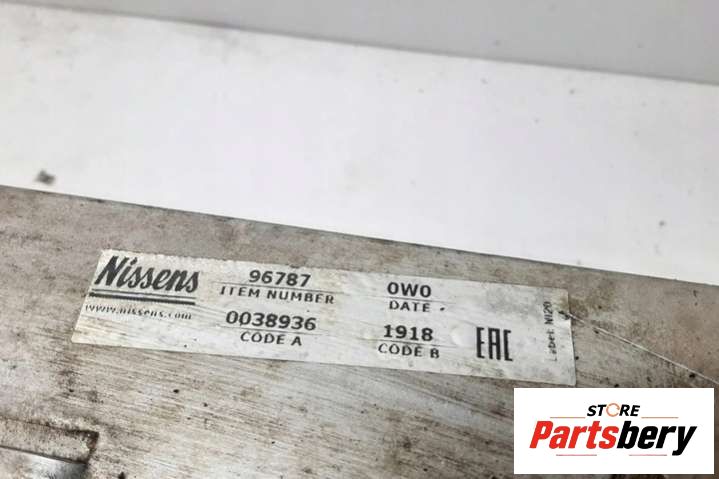 Nissens
www.nissens.com
96787
ITEM NUMBER
0W0
DATE
0038936
CODE A
1918
CODE B
EAC
Label: NI20
STORE
Partsbery